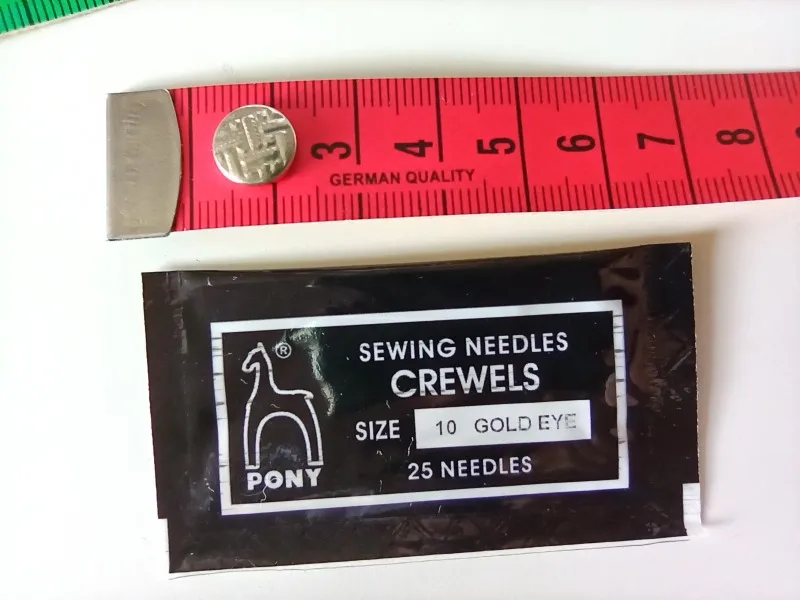 3 4 5 6 7 8
GERMAN QUALITY
®
SEWING NEEDLES
CREWELS
SIZE 10 GOLD EYE
25 NEEDLES
PONY